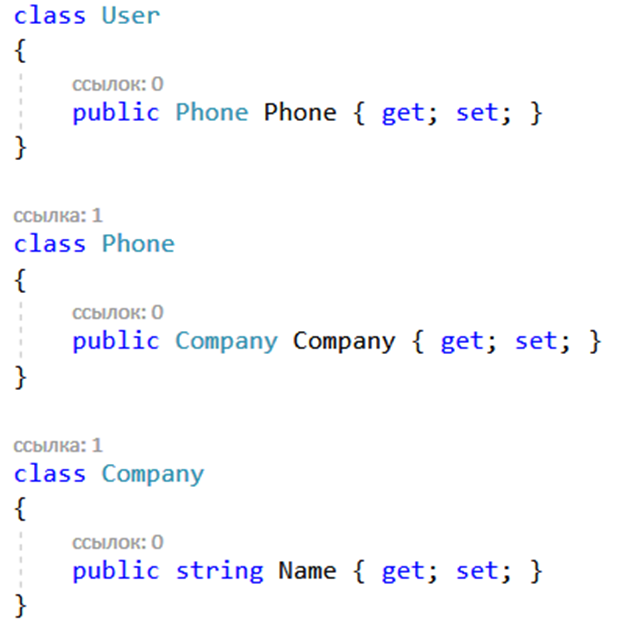 class User
{
ссылок: 0
public Phone Phone { get; set; }
}
ссылка: 1
class Phone
{
ссылок: 0
public Company Company { get; set; }
}
ссылка: 1
class Company
{
ссылок: 0
public string Name { get; set; }
}